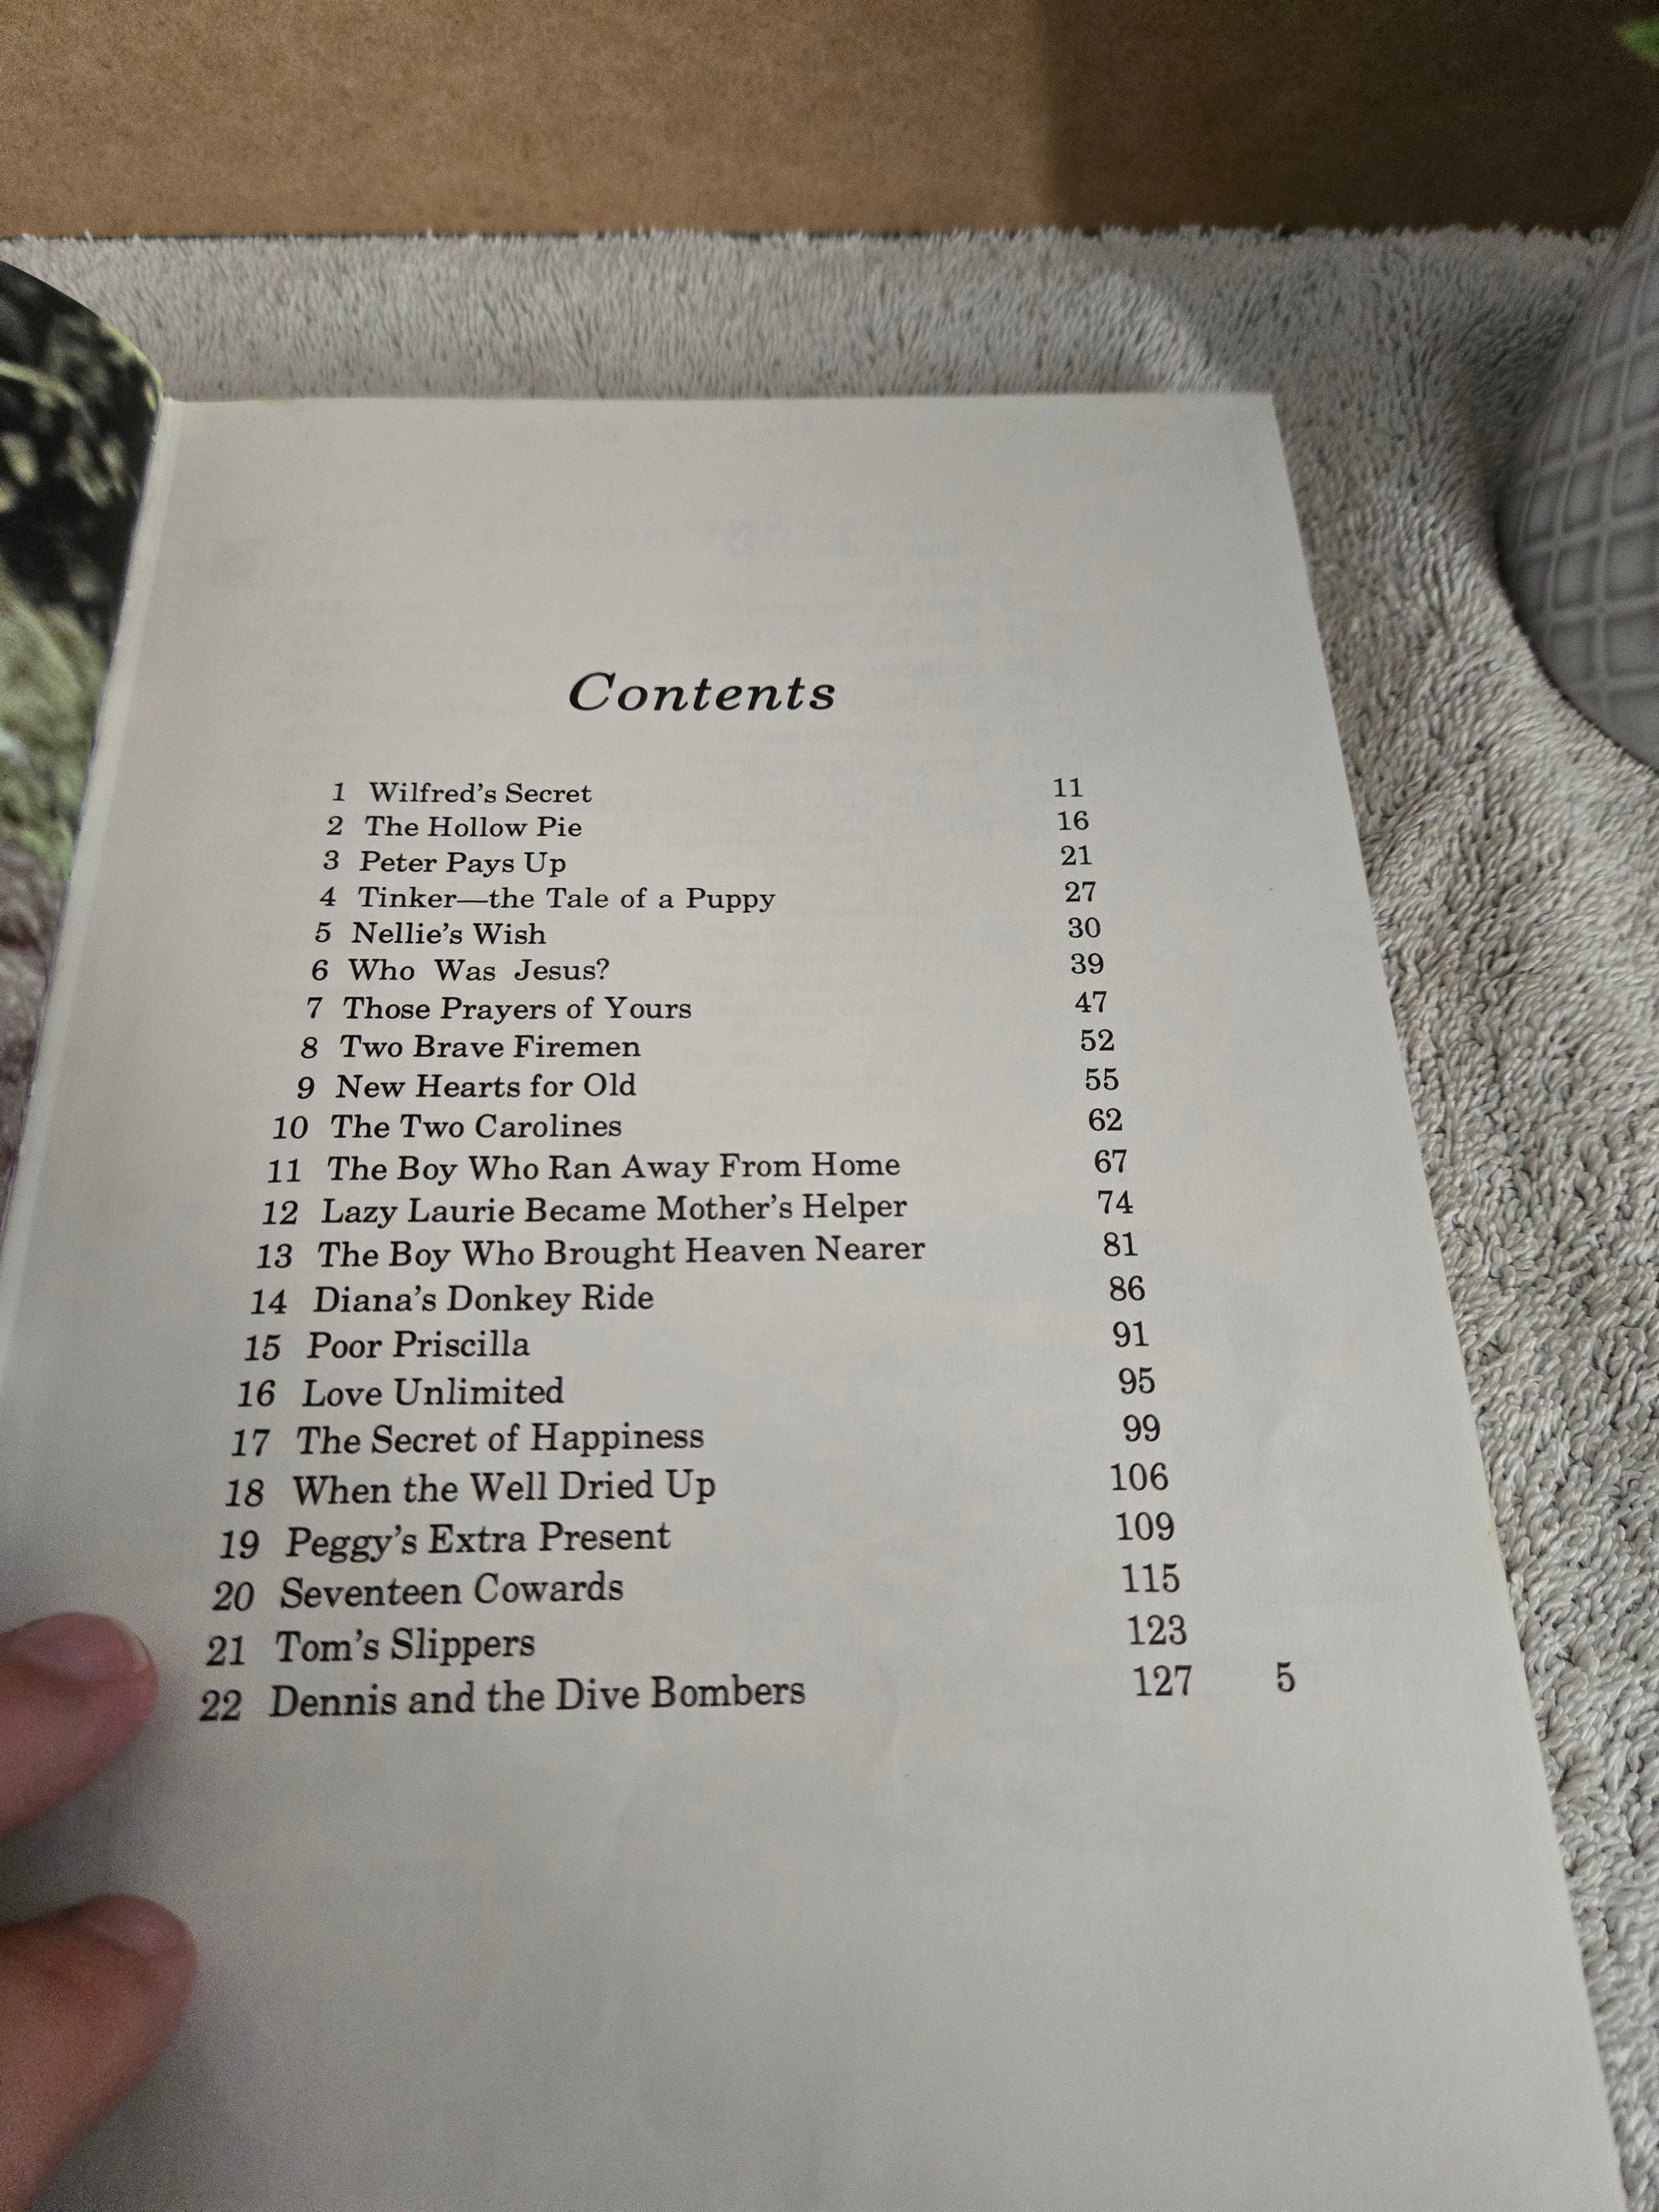 Contents
1 Wilfred's Secret 11
2 The Hollow Pie 16
3 Peter Pays Up 21
4 Tinker—the Tale of a Puppy 27
5 Nellie's Wish 30
6 Who Was Jesus? 39
7 Those Prayers of Yours 47
8 Two Brave Firemen 52
9 New Hearts for Old 55
10 The Two Carolines 62
11 The Boy Who Ran Away From Home 67
12 Lazy Laurie Became Mother's Helper 74
13 The Boy Who Brought Heaven Nearer 81
14 Diana's Donkey Ride 86
15 Poor Priscilla 91
16 Love Unlimited 95
17 The Secret of Happiness 99
18 When the Well Dried Up 106
19 Peggy's Extra Present 109
20 Seventeen Cowards 115
21 Tom's Slippers 123
22 Dennis and the Dive Bombers 127 5